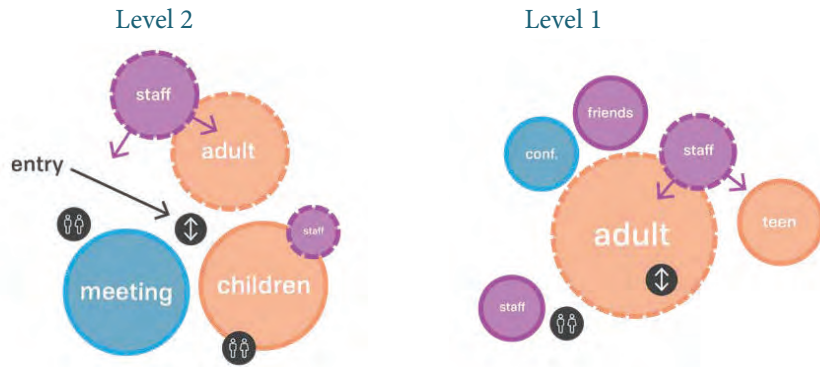 Level 2
staff
adult
entry
staff
meeting
children
Level 1
friends
conf.
staff
adult
teen
staff